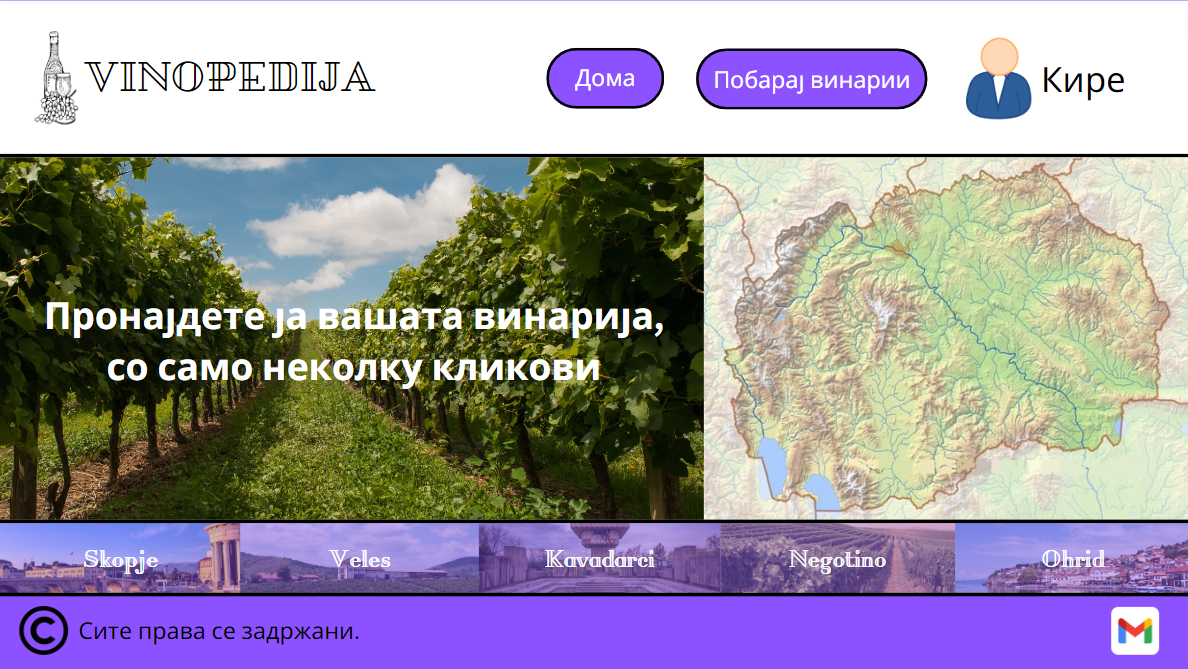 VINOPEDIJA
Дома
Побарај винарии
Кире
Пронајдете ја вашата винарија,
со само неколку кликови
Skopje
Veles
Kavadarci
Negotino
Ohrid
© Сите права се задржани.